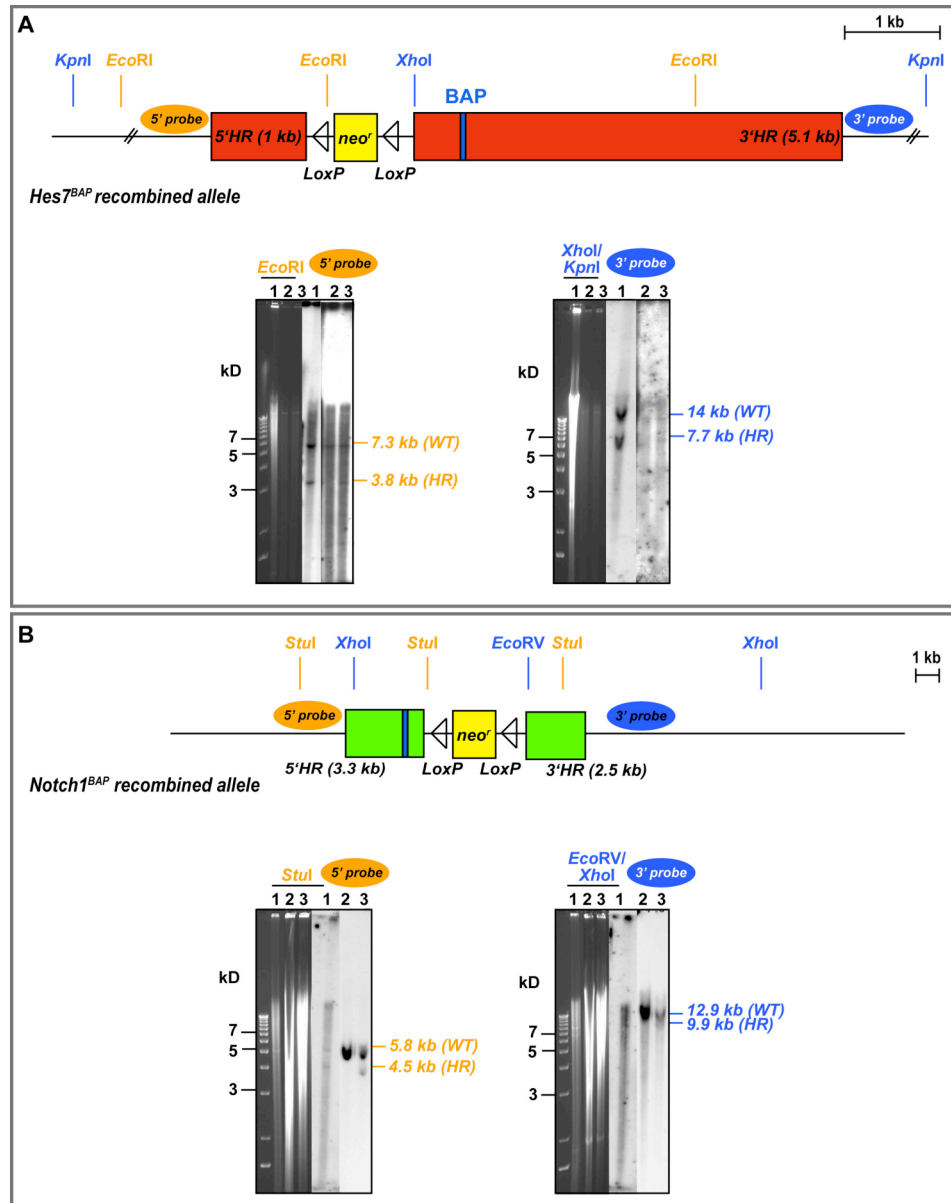 A
1 kb
KpnI EcoRI EcoRI XhoI EcoRI KpnI
BAP
5' probe 5'HR (1 kb) neoʳ 3'HR (5.1 kb) 3' probe
LoxP LoxP
Hes7ᴮᴬᴾ recombined allele
EcoRI 5' probe
1 2 3 1 2 3
kD
7
5
3
7.3 kb (WT)
3.8 kb (HR)
XhoI/
KpnI 3' probe
1 2 3 1 2 3
kD
7
5
3
14 kb (WT)
7.7 kb (HR)
B
StuI XhoI StuI EcoRV StuI XhoI
1 kb
5' probe neoʳ 3' probe
5'HR (3.3 kb) LoxP LoxP 3'HR (2.5 kb)
Notch1ᴮᴬᴾ recombined allele
StuI 5' probe
1 2 3 1 2 3
kD
7
5
3
5.8 kb (WT)
4.5 kb (HR)
EcoRV/
XhoI 3' probe
1 2 3 1 2 3
kD
7
5
3
12.9 kb (WT)
9.9 kb (HR)